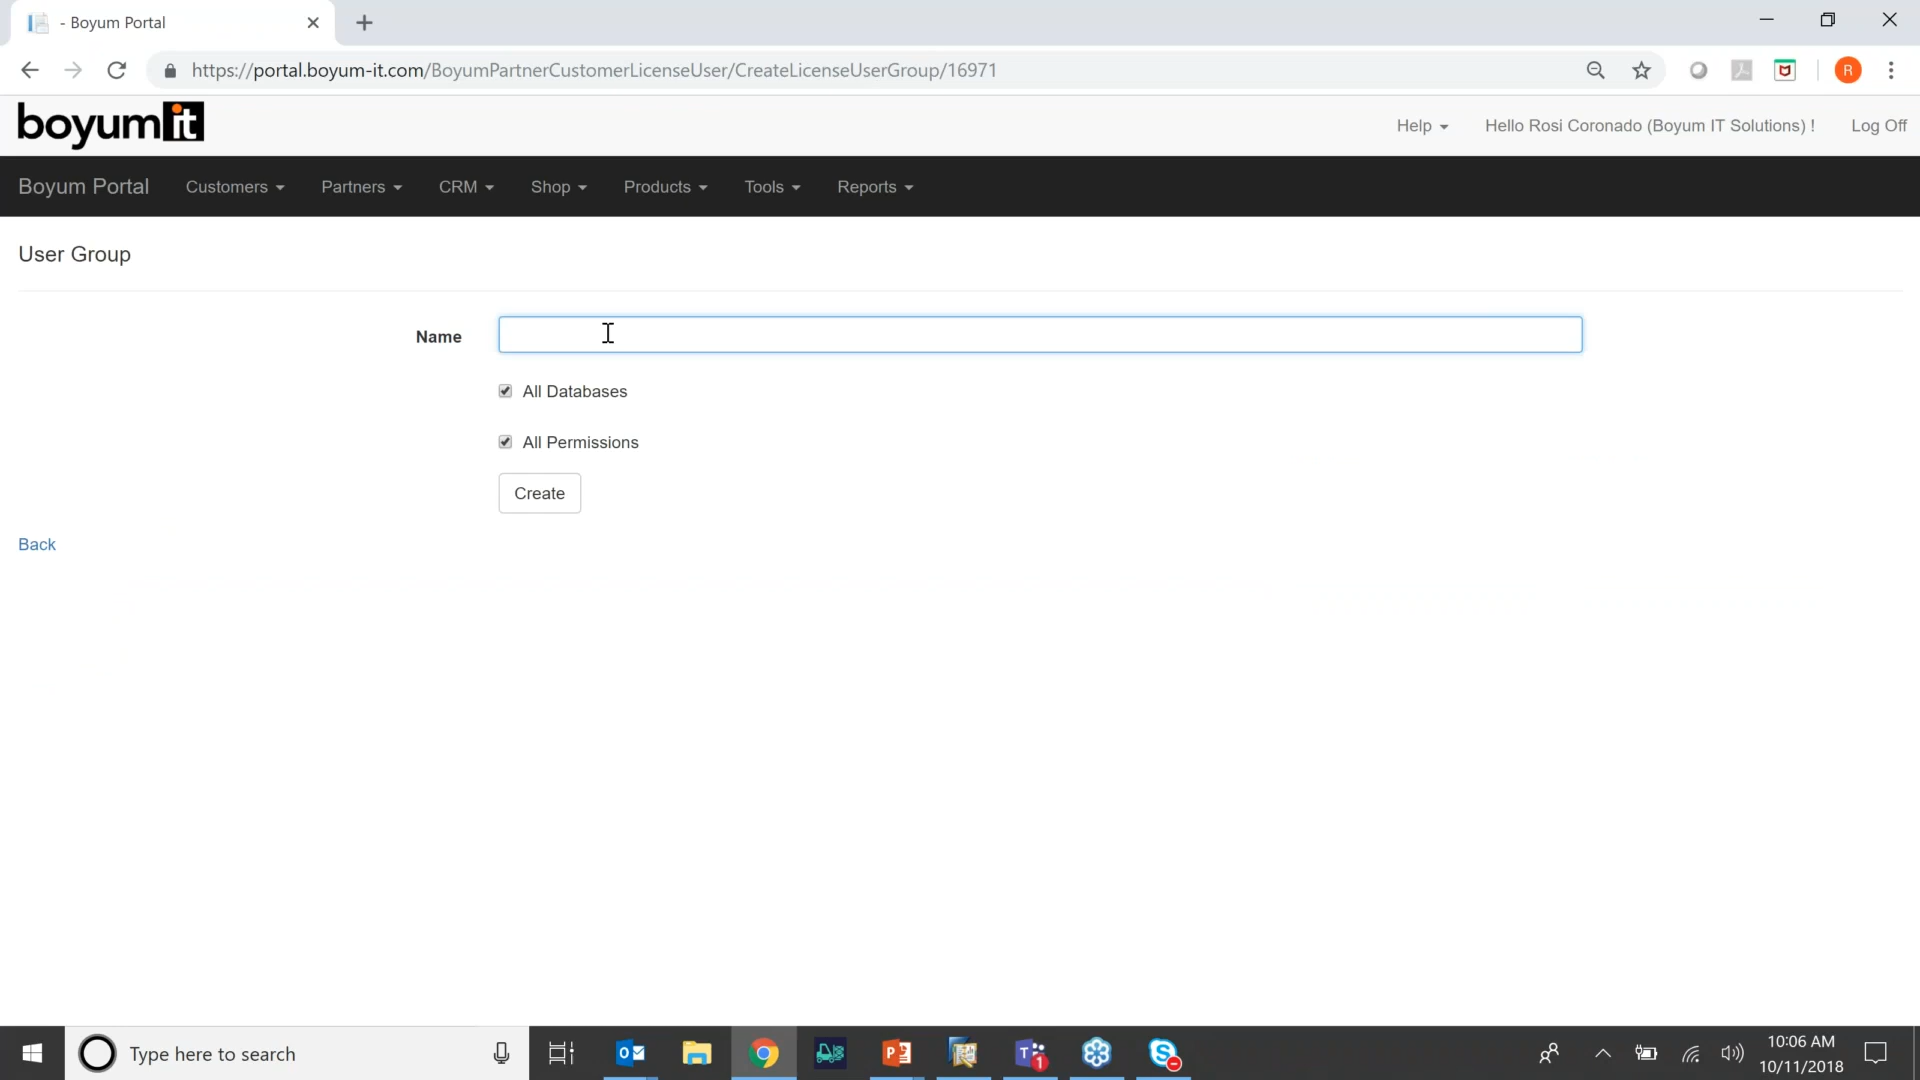 - Boyum Portal
https://portal.boyum-it.com/BoyumPartnerCustomerLicenseUser/CreateLicenseUserGroup/16971
R
boyumit
Help
Hello Rosi Coronado (Boyum IT Solutions) !
Log Off
Boyum Portal
Customers
Partners
CRM
Shop
Products
Tools
Reports
User Group
Name
All Databases
All Permissions
Create
Back
Type here to search
10:06 AM
10/11/2018